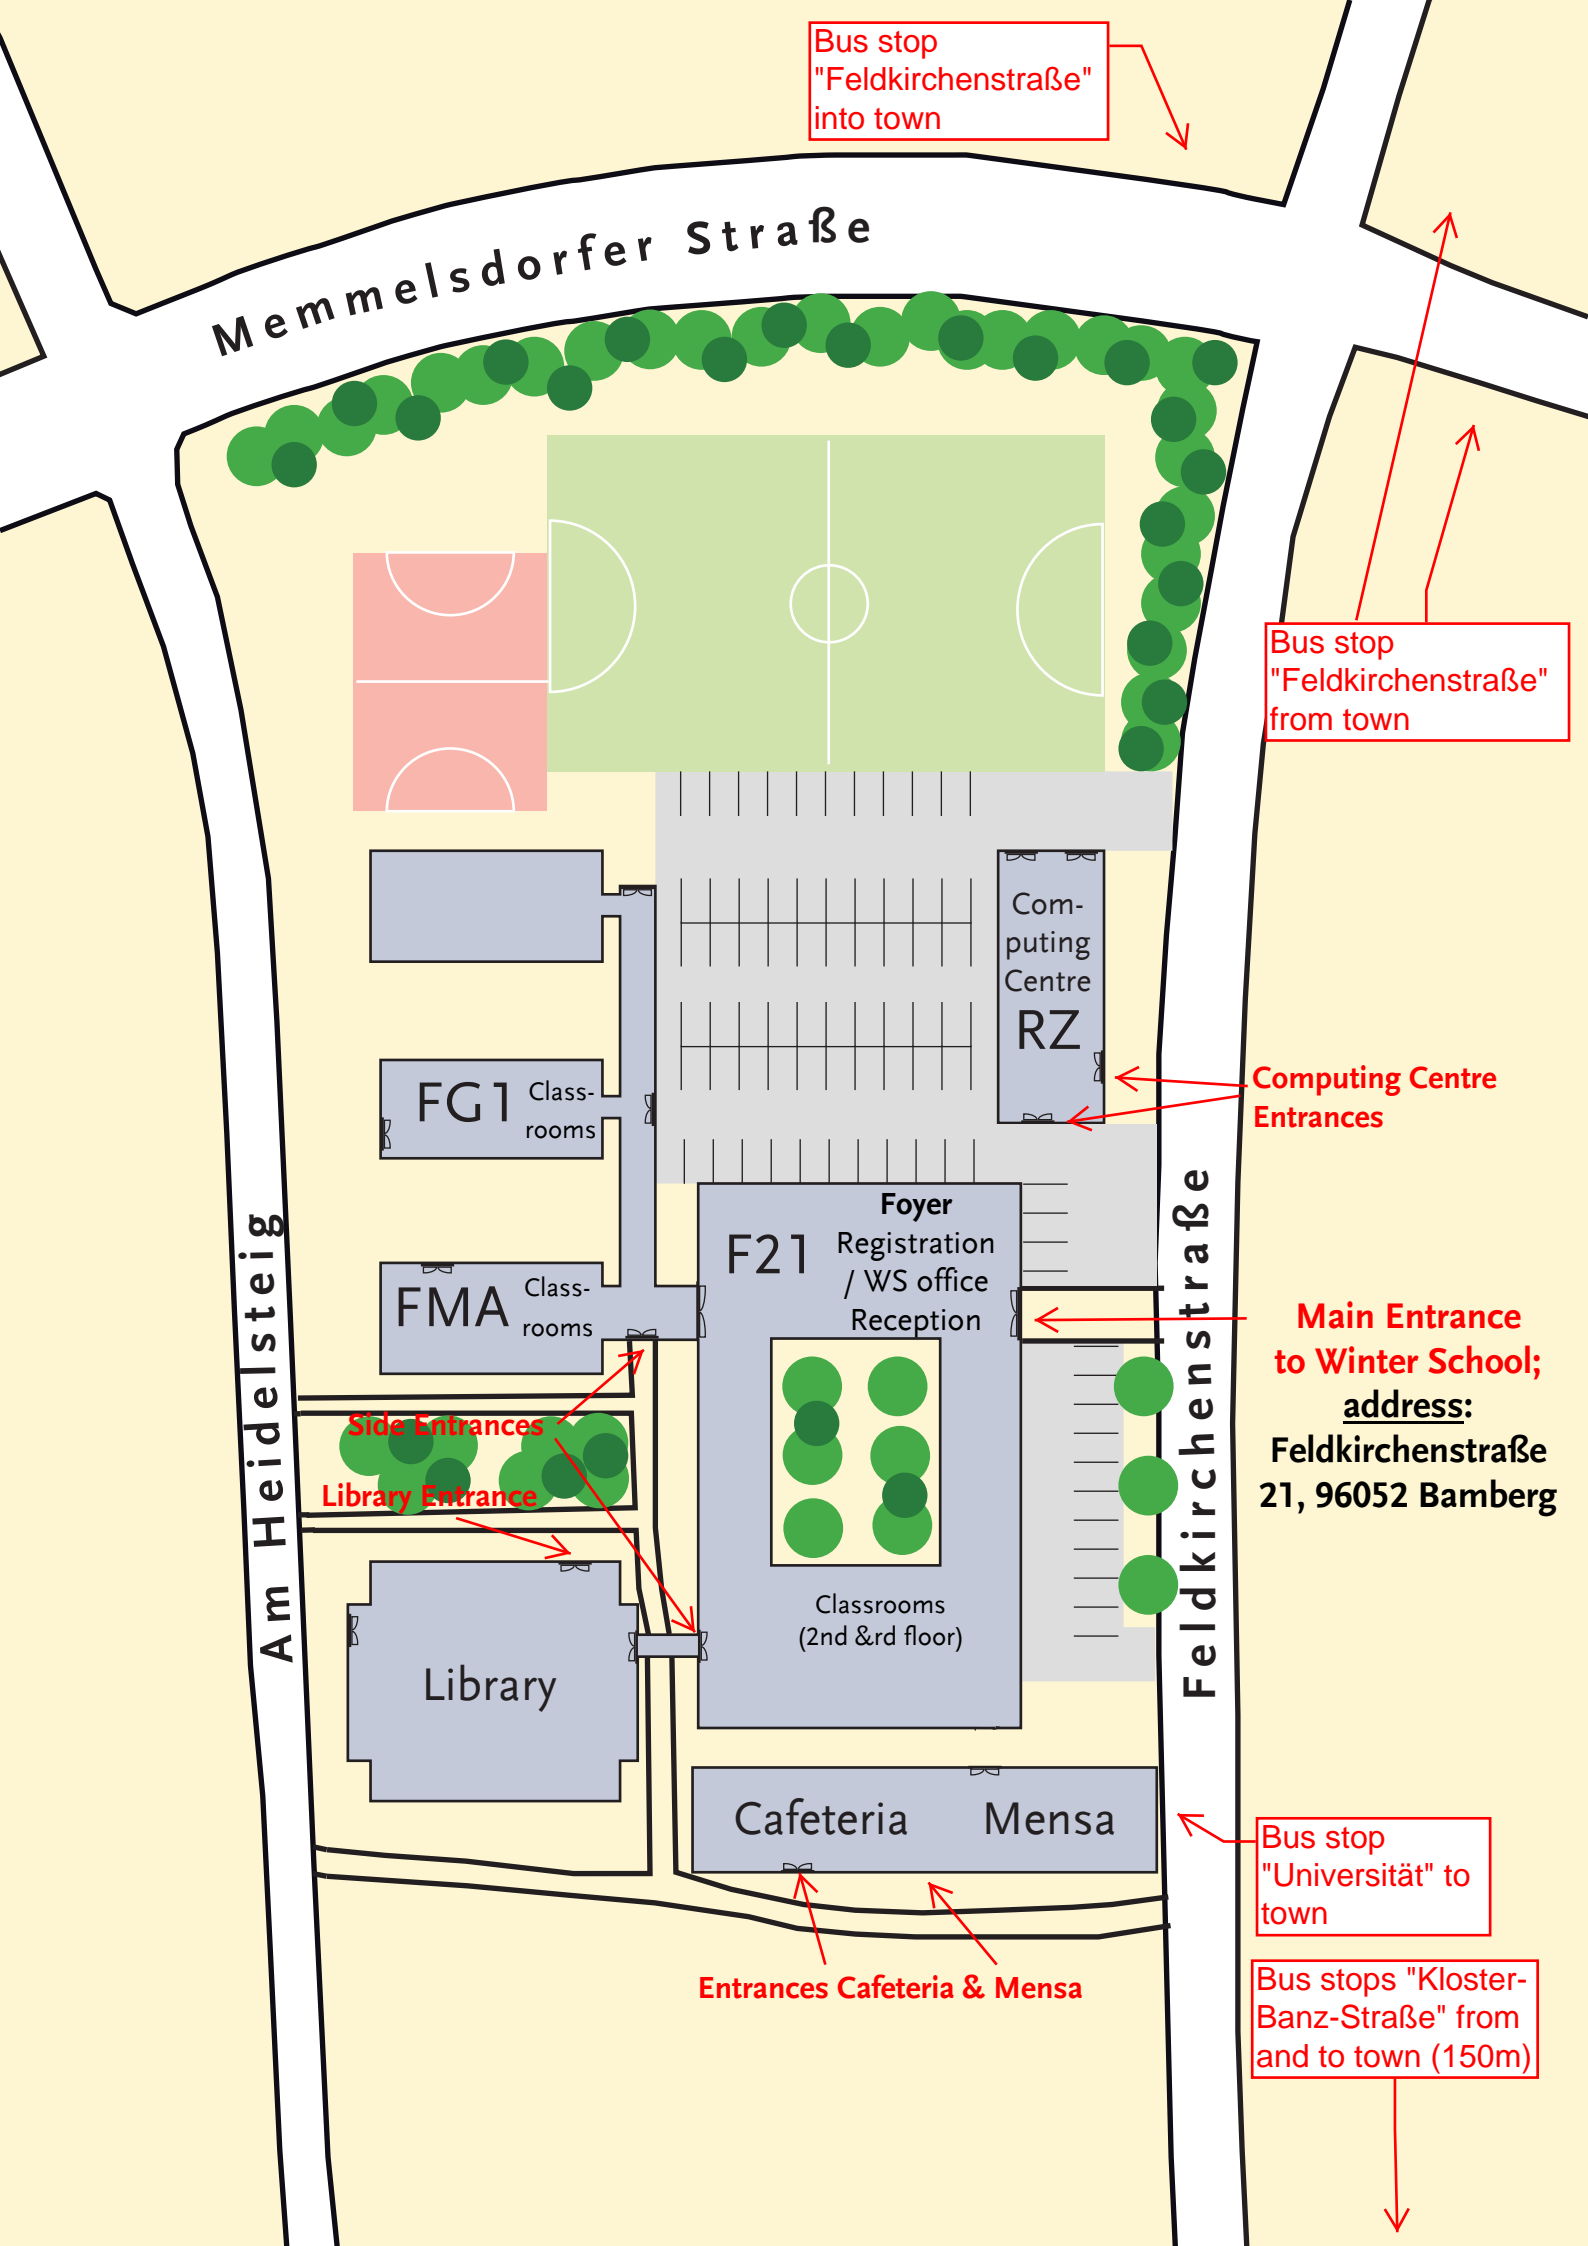 Bus stop
"Feldkirchenstraße"
into town
Memmelsdorfer Straße
Bus stop
"Feldkirchenstraße"
from town
Com-
puting
Centre
RZ
Computing Centre
Entrances
FG1
Class-
rooms
Foyer
Registration
/ WS office
Reception
F21
FMA
Class-
rooms
Main Entrance
to Winter School;
address:
Feldkirchenstraße
21, 96052 Bamberg
Am Heidelsteig
Feldkirchenstraße
Side Entrances
Library Entrance
Classrooms
(2nd &rd floor)
Library
Cafeteria
Mensa
Bus stop
"Universität" to
town
Entrances Cafeteria & Mensa
Bus stops "Kloster-
Banz-Straße" from
and to town (150m)